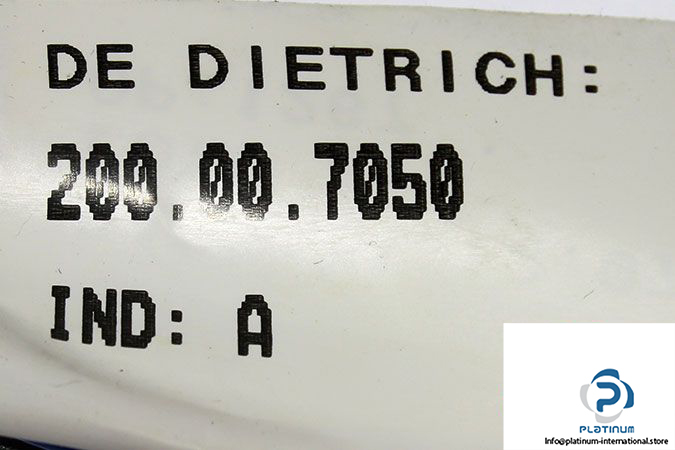 DE DIETRICH:
200.00.7050
IND: A
PLATINUM
Info@platinum-international.store